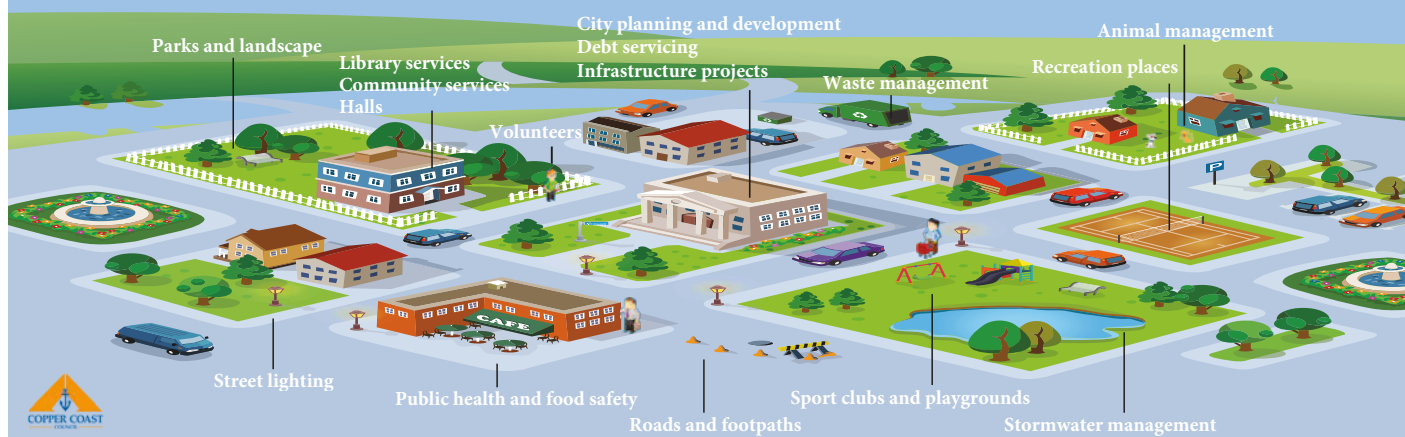 City planning and development
Debt servicing
Infrastructure projects
Animal management
Parks and landscape
Library services
Community services
Halls
Recreation places
Waste management
Volunteers
P
CAFE
Street lighting
Public health and food safety
Sport clubs and playgrounds
Roads and footpaths
Stormwater management
COPPER COAST
COUNCIL